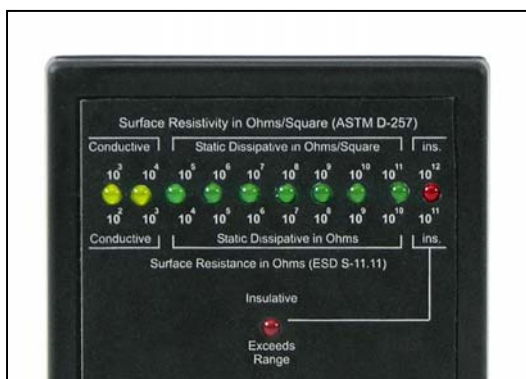 Surface Resistivity in Ohms/Square (ASTM D-257)
Conductive Static Dissipative in Ohms/Square ins.
10³ 10⁴ 10⁵ 10⁶ 10⁷ 10⁸ 10⁹ 10¹⁰ 10¹¹ 10¹²
10² 10³ 10⁴ 10⁵ 10⁶ 10⁷ 10⁸ 10⁹ 10¹⁰ 10¹¹
Conductive Static Dissipative in Ohms ins.
Surface Resistance in Ohms (ESD S-11.11)
Insulative
Exceeds
Range